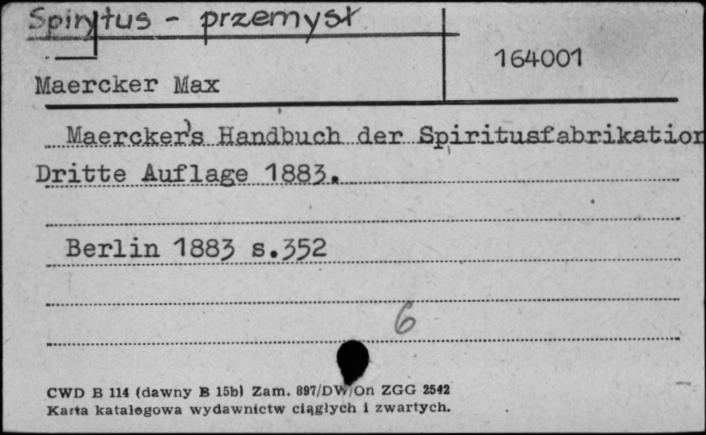 Spirytus - przemysł.
164001
Maercker Max
Maercker's Handbuch der Spiritusfabrikation
Dritte Auflage 1883.
Berlin 1883 s.352
6
CWD B 114 (dawny B 15b) Zam. 897/DW/On ZGG 2542
Karta katalogowa wydawnictw ciągłych i zwartych.